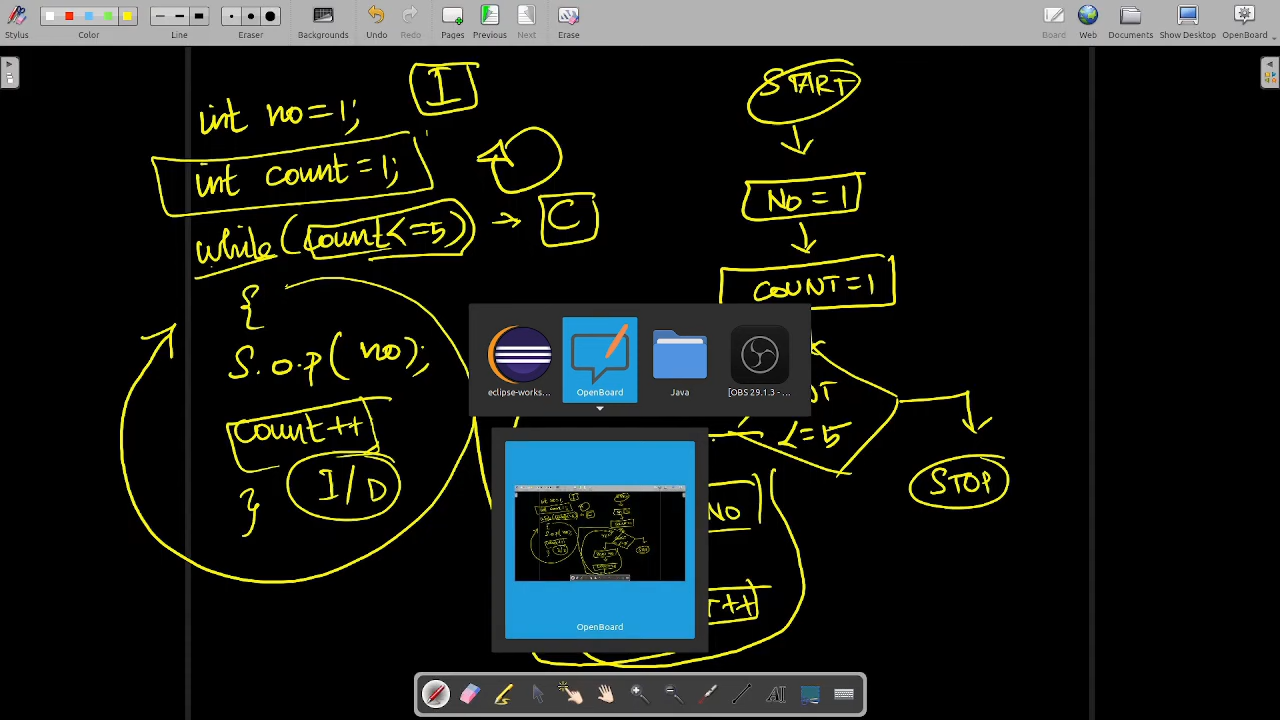 Stylus
Color
Line
Eraser
Backgrounds
Undo
Redo
Pages
Previous
Next
Erase
Board
Web
Documents
Show Desktop
OpenBoard
int no=1;
I
int count=1;
while(count<=5) → C
{
S.o.p( no);
count++
I/D
}
START
NO = 1
COUNT=1
<=5
STOP
NO
++
eclipse-works...
OpenBoard
Java
[OBS 29.1.3 - ...
OpenBoard